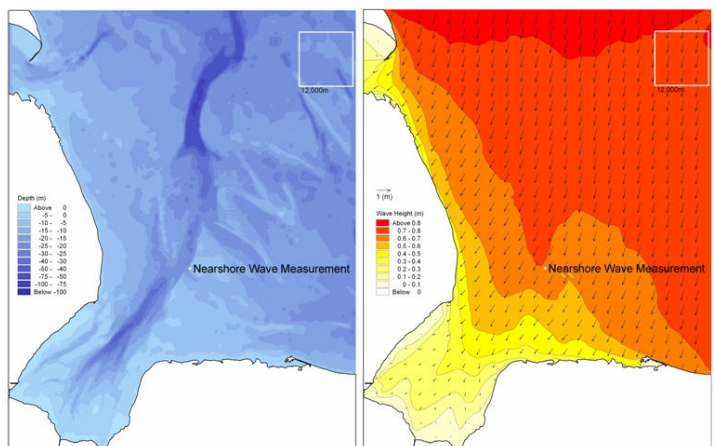 12,000m
Depth (m)
Above 0
-5 - 0
-10 - -5
-15 - -10
-20 - -15
-25 - -20
-30 - -25
-40 - -30
-50 - -40
-75 - -50
-100 - -75
Below -100
Nearshore Wave Measurement
12,000m
1 (m)
Wave Height (m)
Above 0.8
0.7 - 0.8
0.6 - 0.7
0.5 - 0.6
0.4 - 0.5
0.3 - 0.4
0.2 - 0.3
0.1 - 0.2
0 - 0.1
Below 0
Nearshore Wave Measurement